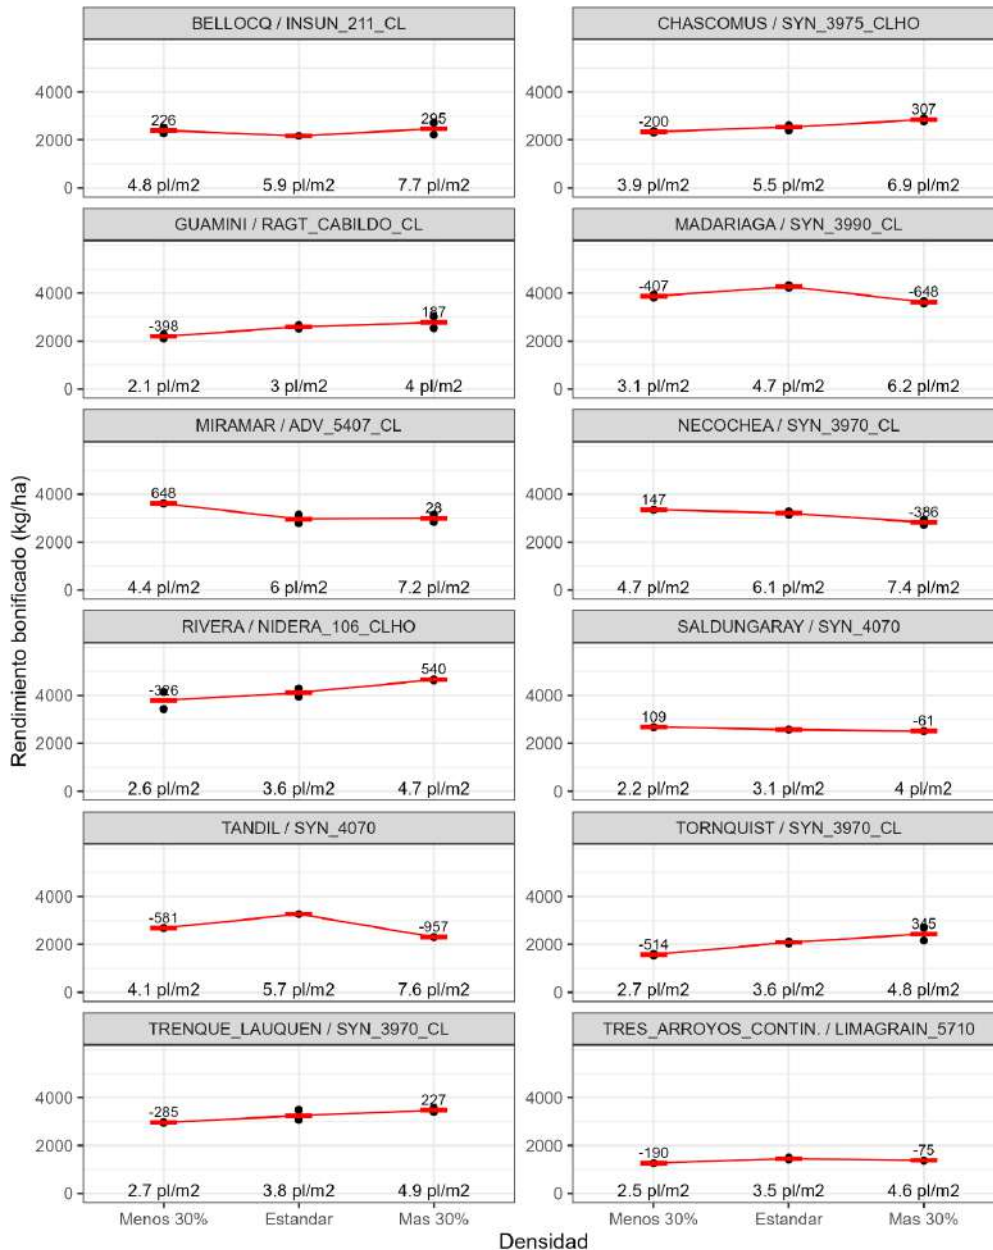 BELLOCQ / INSUN_211_CL
CHASCOMUS / SYN_3975_CLHO
4000
2000
0
226
295
4.8 pl/m2 5.9 pl/m2 7.7 pl/m2
4000
2000
0
-200
307
3.9 pl/m2 5.5 pl/m2 6.9 pl/m2
GUAMINI / RAGT_CABILDO_CL
MADARIAGA / SYN_3990_CL
4000
2000
0
-398
187
2.1 pl/m2 3 pl/m2 4 pl/m2
4000
2000
0
-407
-648
3.1 pl/m2 4.7 pl/m2 6.2 pl/m2
MIRAMAR / ADV_5407_CL
NECOCHEA / SYN_3970_CL
4000
2000
0
648
28
4.4 pl/m2 6 pl/m2 7.2 pl/m2
4000
2000
0
147
-386
4.7 pl/m2 6.1 pl/m2 7.4 pl/m2
RIVERA / NIDERA_106_CLHO
SALDUNGARAY / SYN_4070
4000
2000
0
-326
540
2.6 pl/m2 3.6 pl/m2 4.7 pl/m2
4000
2000
0
109
-61
2.2 pl/m2 3.1 pl/m2 4 pl/m2
TANDIL / SYN_4070
TORNQUIST / SYN_3970_CL
4000
2000
0
-581
-957
4.1 pl/m2 5.7 pl/m2 7.6 pl/m2
4000
2000
0
-514
345
2.7 pl/m2 3.6 pl/m2 4.8 pl/m2
TRENQUE_LAUQUEN / SYN_3970_CL
TRES_ARROYOS_CONTIN. / LIMAGRAIN_5710
4000
2000
0
-285
227
2.7 pl/m2 3.8 pl/m2 4.9 pl/m2
4000
2000
0
-190
-75
2.5 pl/m2 3.5 pl/m2 4.6 pl/m2
Menos 30% Estandar Mas 30%
Menos 30% Estandar Mas 30%
Densidad
Rendimiento bonificado (kg/ha)